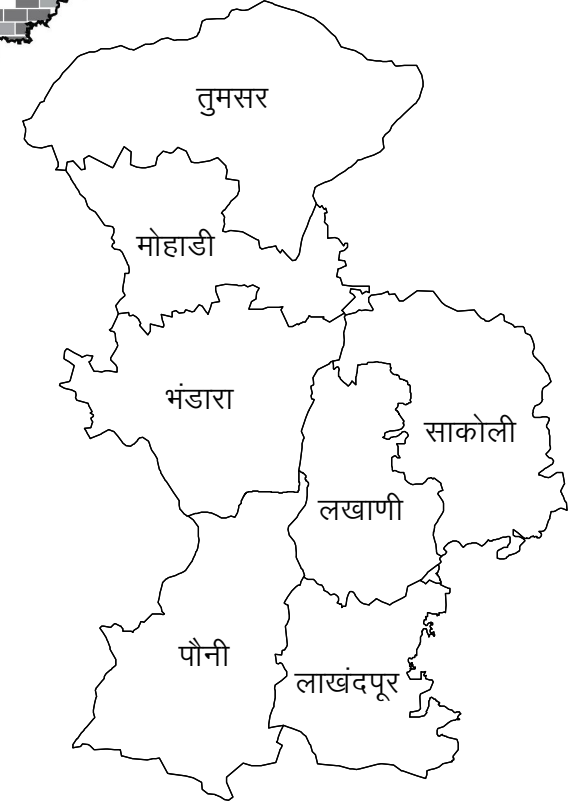 तुमसर
मोहाडी
भंडारा
साकोली
लखाणी
पौनी
लाखंदपूर